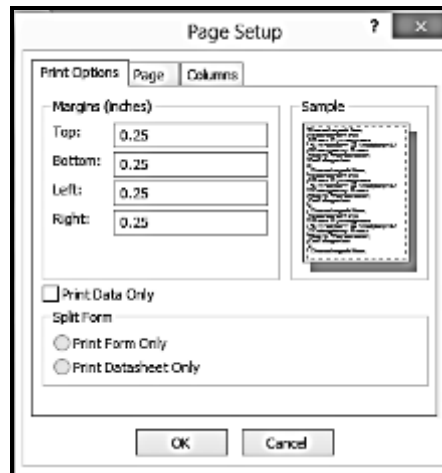 Page Setup ?
Print Options Page Columns
Margins (inches) Sample
Top: 0.25
Bottom: 0.25
Left: 0.25
Right: 0.25
Print Data Only
Split Form
Print Form Only
Print Datasheet Only
OK Cancel